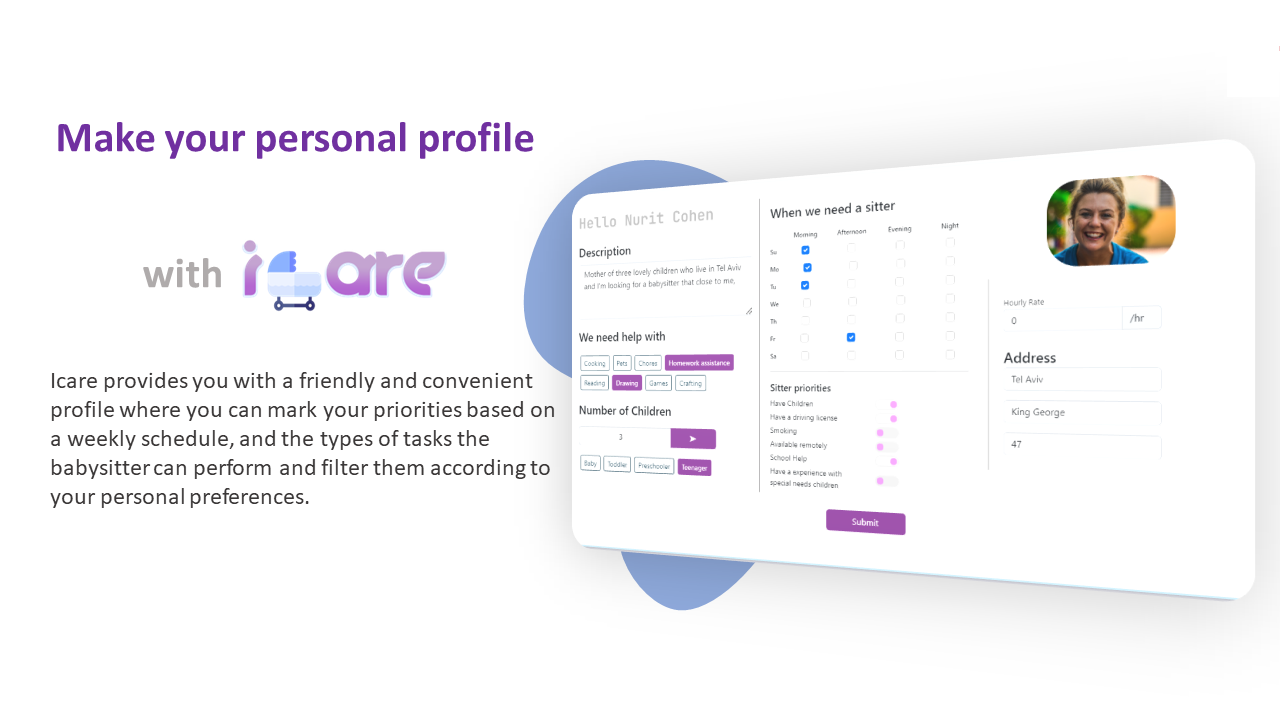 Make your personal profile
with iCare
Icare provides you with a friendly and convenient
profile where you can mark your priorities based on
a weekly schedule, and the types of tasks the
babysitter can perform and filter them according to
your personal preferences.
Hello Nurit Cohen
Description
Mother of three lovely children who live in Tel Aviv
and I'm looking for a babysitter that close to me,
We need help with
Cooking Pets Chores Homework assistance
Reading Drawing Games Crafting
Number of Children
3
Baby Toddler Preschooler Teenager
When we need a sitter
Morning Afternoon Evening Night
Su
Mo
Tu
We
Th
Fr
Sa
Sitter priorities
Have Children
Have a driving license
Smoking
Available remotely
School Help
Have a experience with
special needs children
Submit
Hourly Rate
0 /hr
Address
Tel Aviv
King George
47